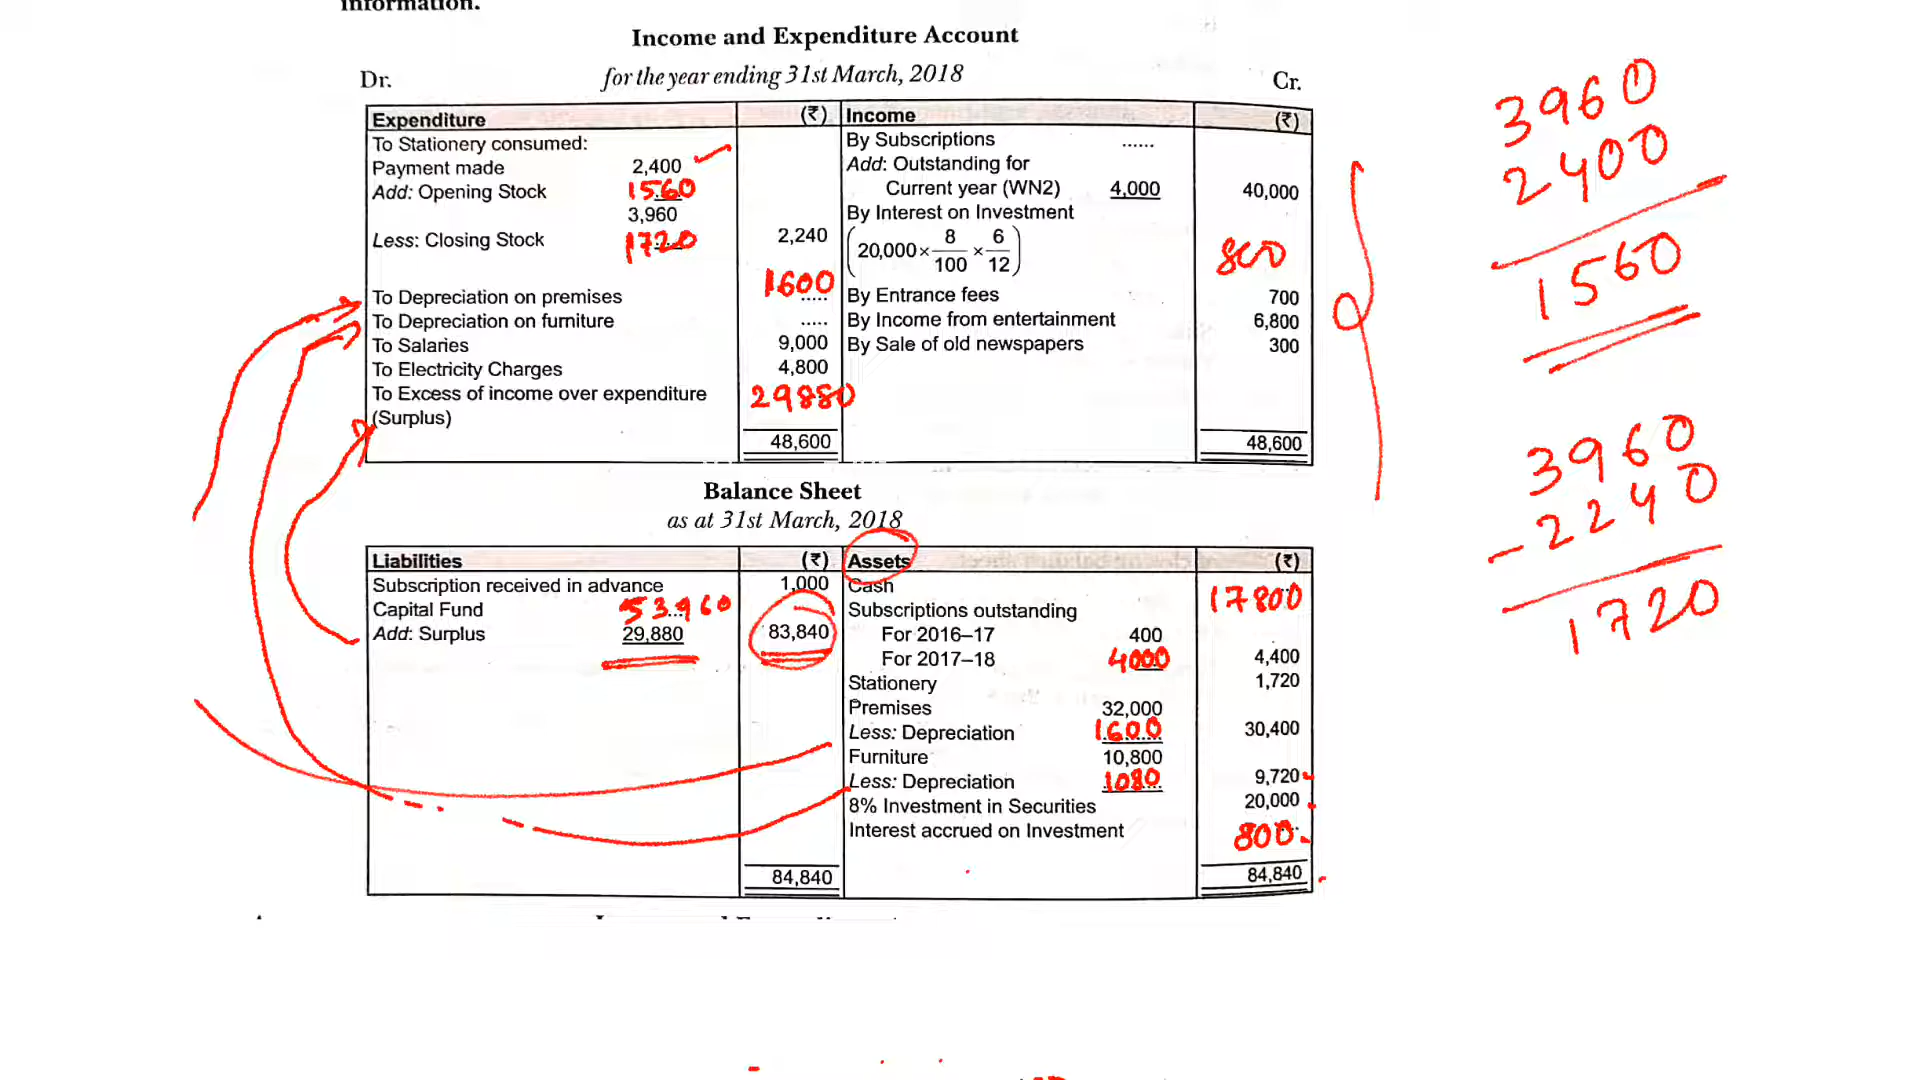 information.
Income and Expenditure Account
Dr. for the year ending 31st March, 2018 Cr.
Expenditure (₹) Income (₹)
To Stationery consumed: By Subscriptions ......
Payment made 2,400 Add: Outstanding for
Add: Opening Stock 1560 Current year (WN2) 4,000 40,000
3,960 By Interest on Investment
Less: Closing Stock 1720 2,240 (20,000 × 8/100 × 6/12) 800
To Depreciation on premises 1600 ..... By Entrance fees 700
To Depreciation on furniture ..... By Income from entertainment 6,800
To Salaries 9,000 By Sale of old newspapers 300
To Electricity Charges 4,800
To Excess of income over expenditure 29880
(Surplus)
48,600 48,600
Balance Sheet
as at 31st March, 2018
Liabilities (₹) Assets (₹)
Subscription received in advance 1,000 Cash 17800
Capital Fund 53960 Subscriptions outstanding
Add: Surplus 29,880 83,840 For 2016–17 400
For 2017–18 4000 4,400
Stationery 1,720
Premises 32,000
Less: Depreciation 1600 30,400
Furniture 10,800
Less: Depreciation 1080 9,720
8% Investment in Securities 20,000
Interest accrued on Investment 800
84,840 84,840
3960
2400
1560
3960
-2240
1720